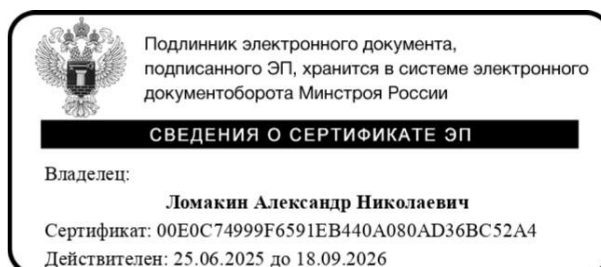 Подлинник электронного документа,
подписанного ЭП, хранится в системе электронного
документоборота Минстроя России
СВЕДЕНИЯ О СЕРТИФИКАТЕ ЭП
Владелец:
Ломакин Александр Николаевич
Сертификат: 00E0C74999F6591EB440A080AD36BC52A4
Действителен: 25.06.2025 до 18.09.2026